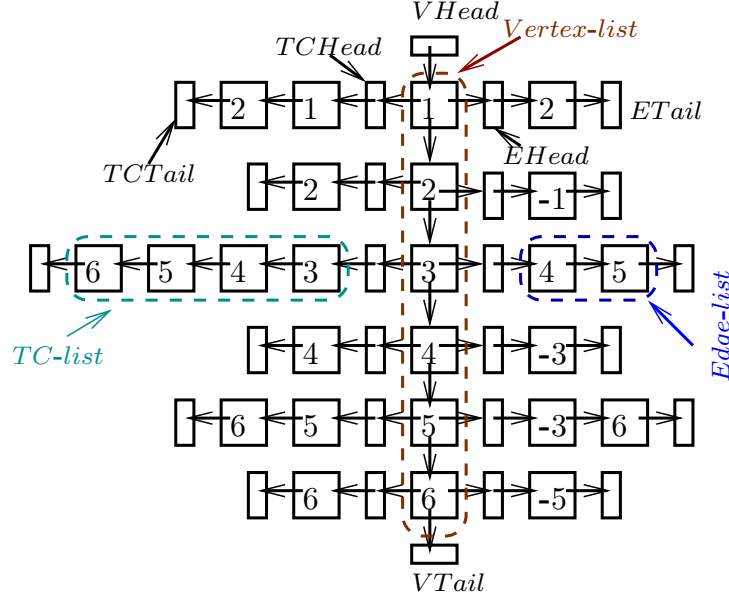 VHead
Vertex-list
TCHead
2 1 1 2
ETail
TCTail
EHead
2 2 -1
6 5 4 3 3 4 5
TC-list
Edge-list
4 4 -3
6 5 5 -3 6
6 6 -5
VTail